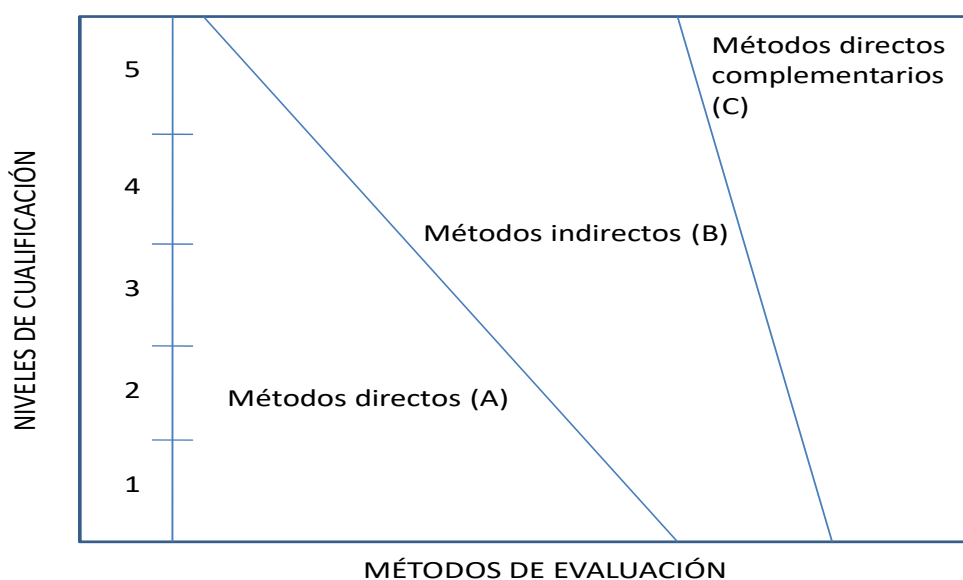 Métodos directos
complementarios
(C)
5
4
Métodos indirectos (B)
3
2
Métodos directos (A)
1
NIVELES DE CUALIFICACIÓN
MÉTODOS DE EVALUACIÓN